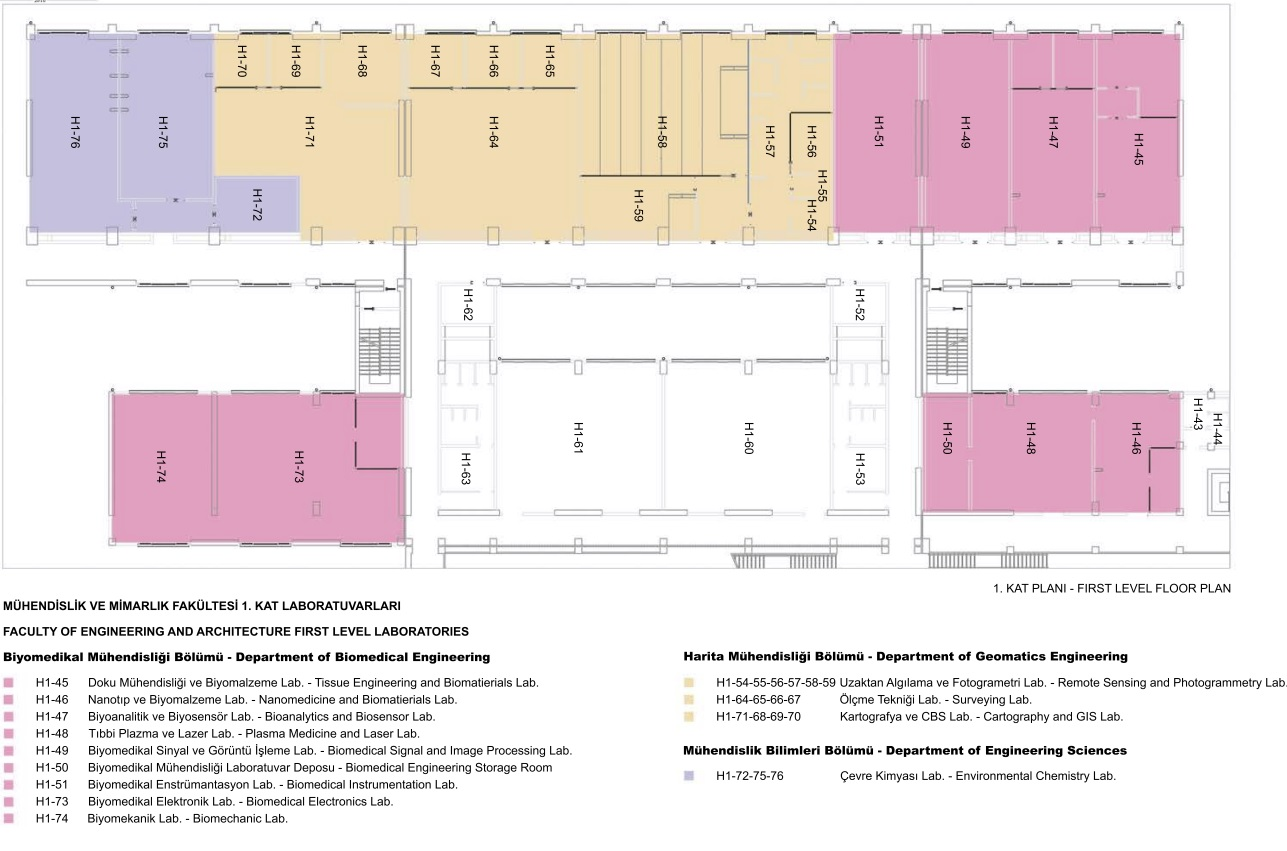 H1-70
H1-69
H1-68
H1-67
H1-66
H1-65
H1-76
H1-75
H1-71
H1-64
H1-58
H1-57
H1-56
H1-51
H1-49
H1-47
H1-45
H1-72
H1-59
H1-55
H1-54
H1-62
H1-52
H1-74
H1-73
H1-63
H1-61
H1-60
H1-53
H1-50
H1-48
H1-46
H1-43
H1-44
1. KAT PLANI - FIRST LEVEL FLOOR PLAN
MÜHENDİSLİK VE MİMARLIK FAKÜLTESİ 1. KAT LABORATUVARLARI
FACULTY OF ENGINEERING AND ARCHITECTURE FIRST LEVEL LABORATORIES
Biyomedikal Mühendisliği Bölümü - Department of Biomedical Engineering
H1-45 Doku Mühendisliği ve Biyomalzeme Lab. - Tissue Engineering and Biomatierials Lab.
H1-46 Nanotıp ve Biyomalzeme Lab. - Nanomedicine and Biomatierials Lab.
H1-47 Biyoanalitik ve Biyosensör Lab. - Bioanalytics and Biosensor Lab.
H1-48 Tıbbi Plazma ve Lazer Lab. - Plasma Medicine and Laser Lab.
H1-49 Biyomedikal Sinyal ve Görüntü İşleme Lab. - Biomedical Signal and Image Processing Lab.
H1-50 Biyomedikal Mühendisliği Laboratuvar Deposu - Biomedical Engineering Storage Room
H1-51 Biyomedikal Enstrümantasyon Lab. - Biomedical Instrumentation Lab.
H1-73 Biyomedikal Elektronik Lab. - Biomedical Electronics Lab.
H1-74 Biyomekanik Lab. - Biomechanic Lab.
Harita Mühendisliği Bölümü - Department of Geomatics Engineering
H1-54-55-56-57-58-59 Uzaktan Algılama ve Fotogrametri Lab. - Remote Sensing and Photogrammetry Lab.
H1-64-65-66-67 Ölçme Tekniği Lab. - Surveying Lab.
H1-71-68-69-70 Kartografya ve CBS Lab. - Cartography and GIS Lab.
Mühendislik Bilimleri Bölümü - Department of Engineering Sciences
H1-72-75-76 Çevre Kimyası Lab. - Environmental Chemistry Lab.